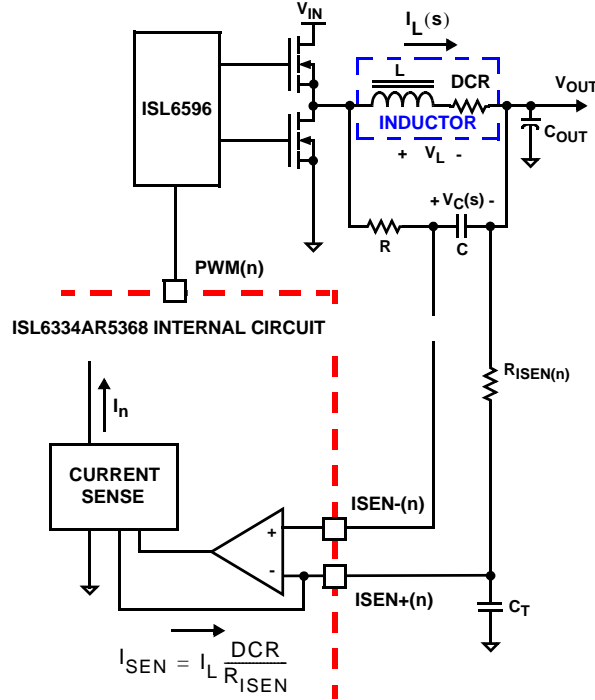 V_IN
I_L(s)
ISL6596
L
DCR
V_OUT
INDUCTOR
C_OUT
+ V_L -
+ V_C(s) -
R
C
PWM(n)
ISL6334AR5368 INTERNAL CIRCUIT
R_ISEN(n)
I_n
CURRENT
SENSE
ISEN-(n)
+
-
ISEN+(n)
C_T
I_SEN = I_L DCR / R_ISEN